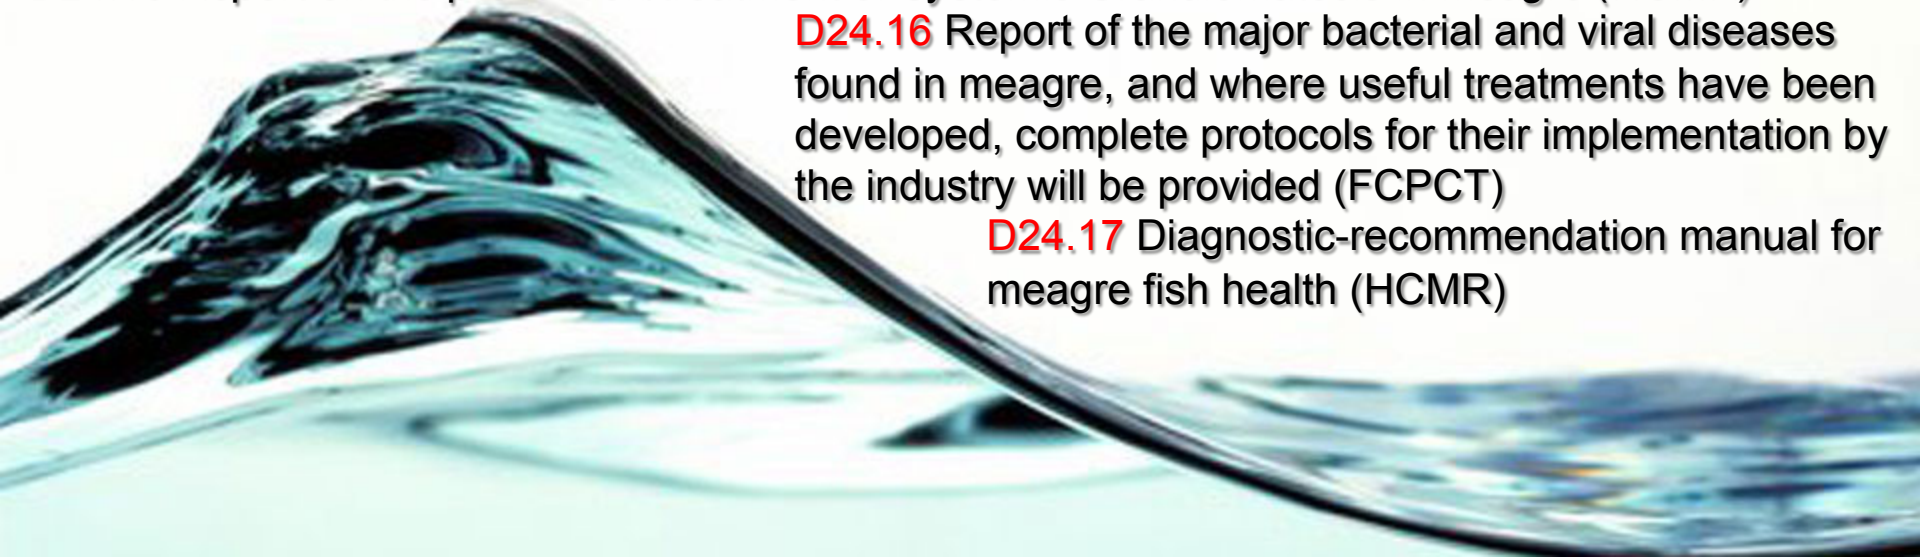 D24.16 Report of the major bacterial and viral diseases
found in meagre, and where useful treatments have been
developed, complete protocols for their implementation by
the industry will be provided (FCPCT)
D24.17 Diagnostic-recommendation manual for
meagre fish health (HCMR)